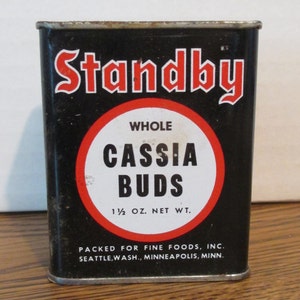 Standby
WHOLE
CASSIA
BUDS
1½ OZ. NET WT.
PACKED FOR FINE FOODS, INC.
SEATTLE, WASH., MINNEAPOLIS, MINN.